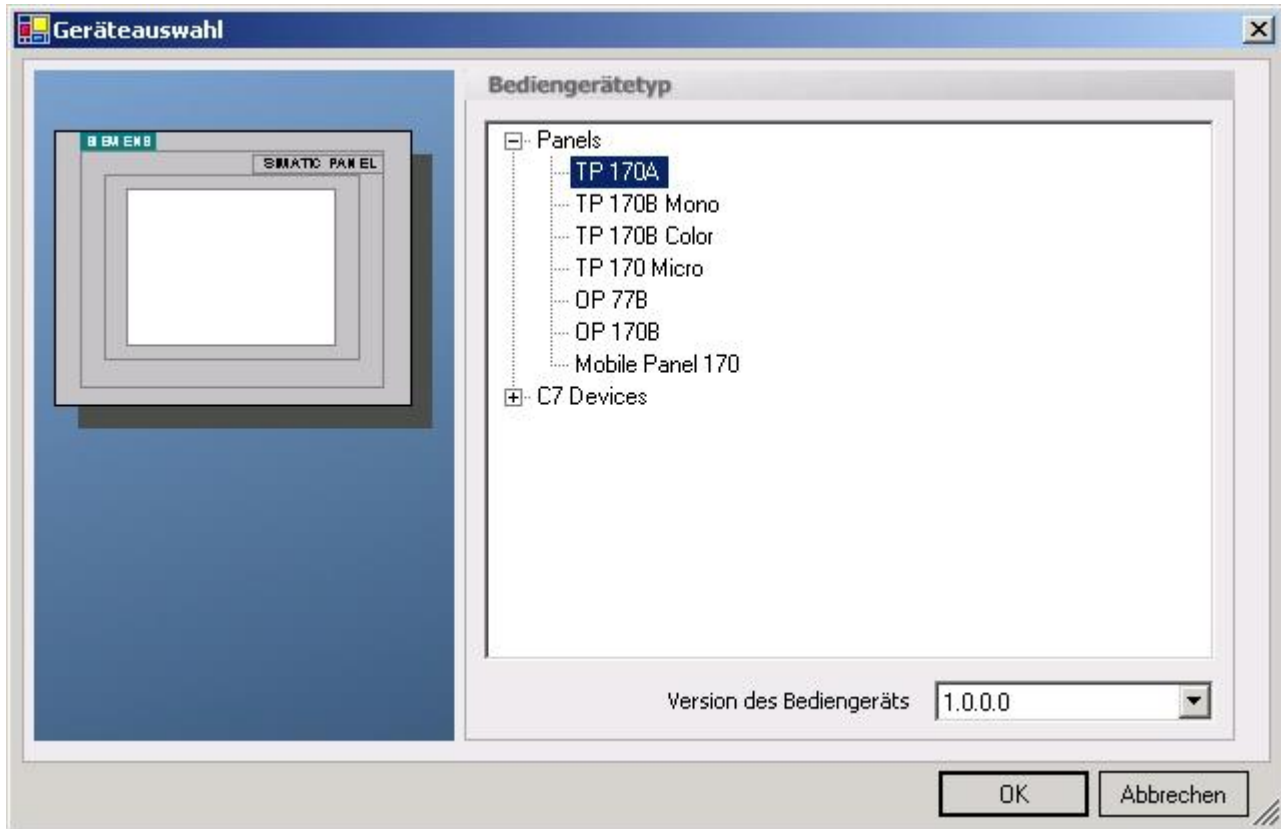 Geräteauswahl
SIEMENS
SIMATIC PANEL
Bediengerätetyp
Panels
TP 170A
TP 170B Mono
TP 170B Color
TP 170 Micro
OP 77B
OP 170B
Mobile Panel 170
C7 Devices
Version des Bediengeräts 1.0.0.0
OK Abbrechen